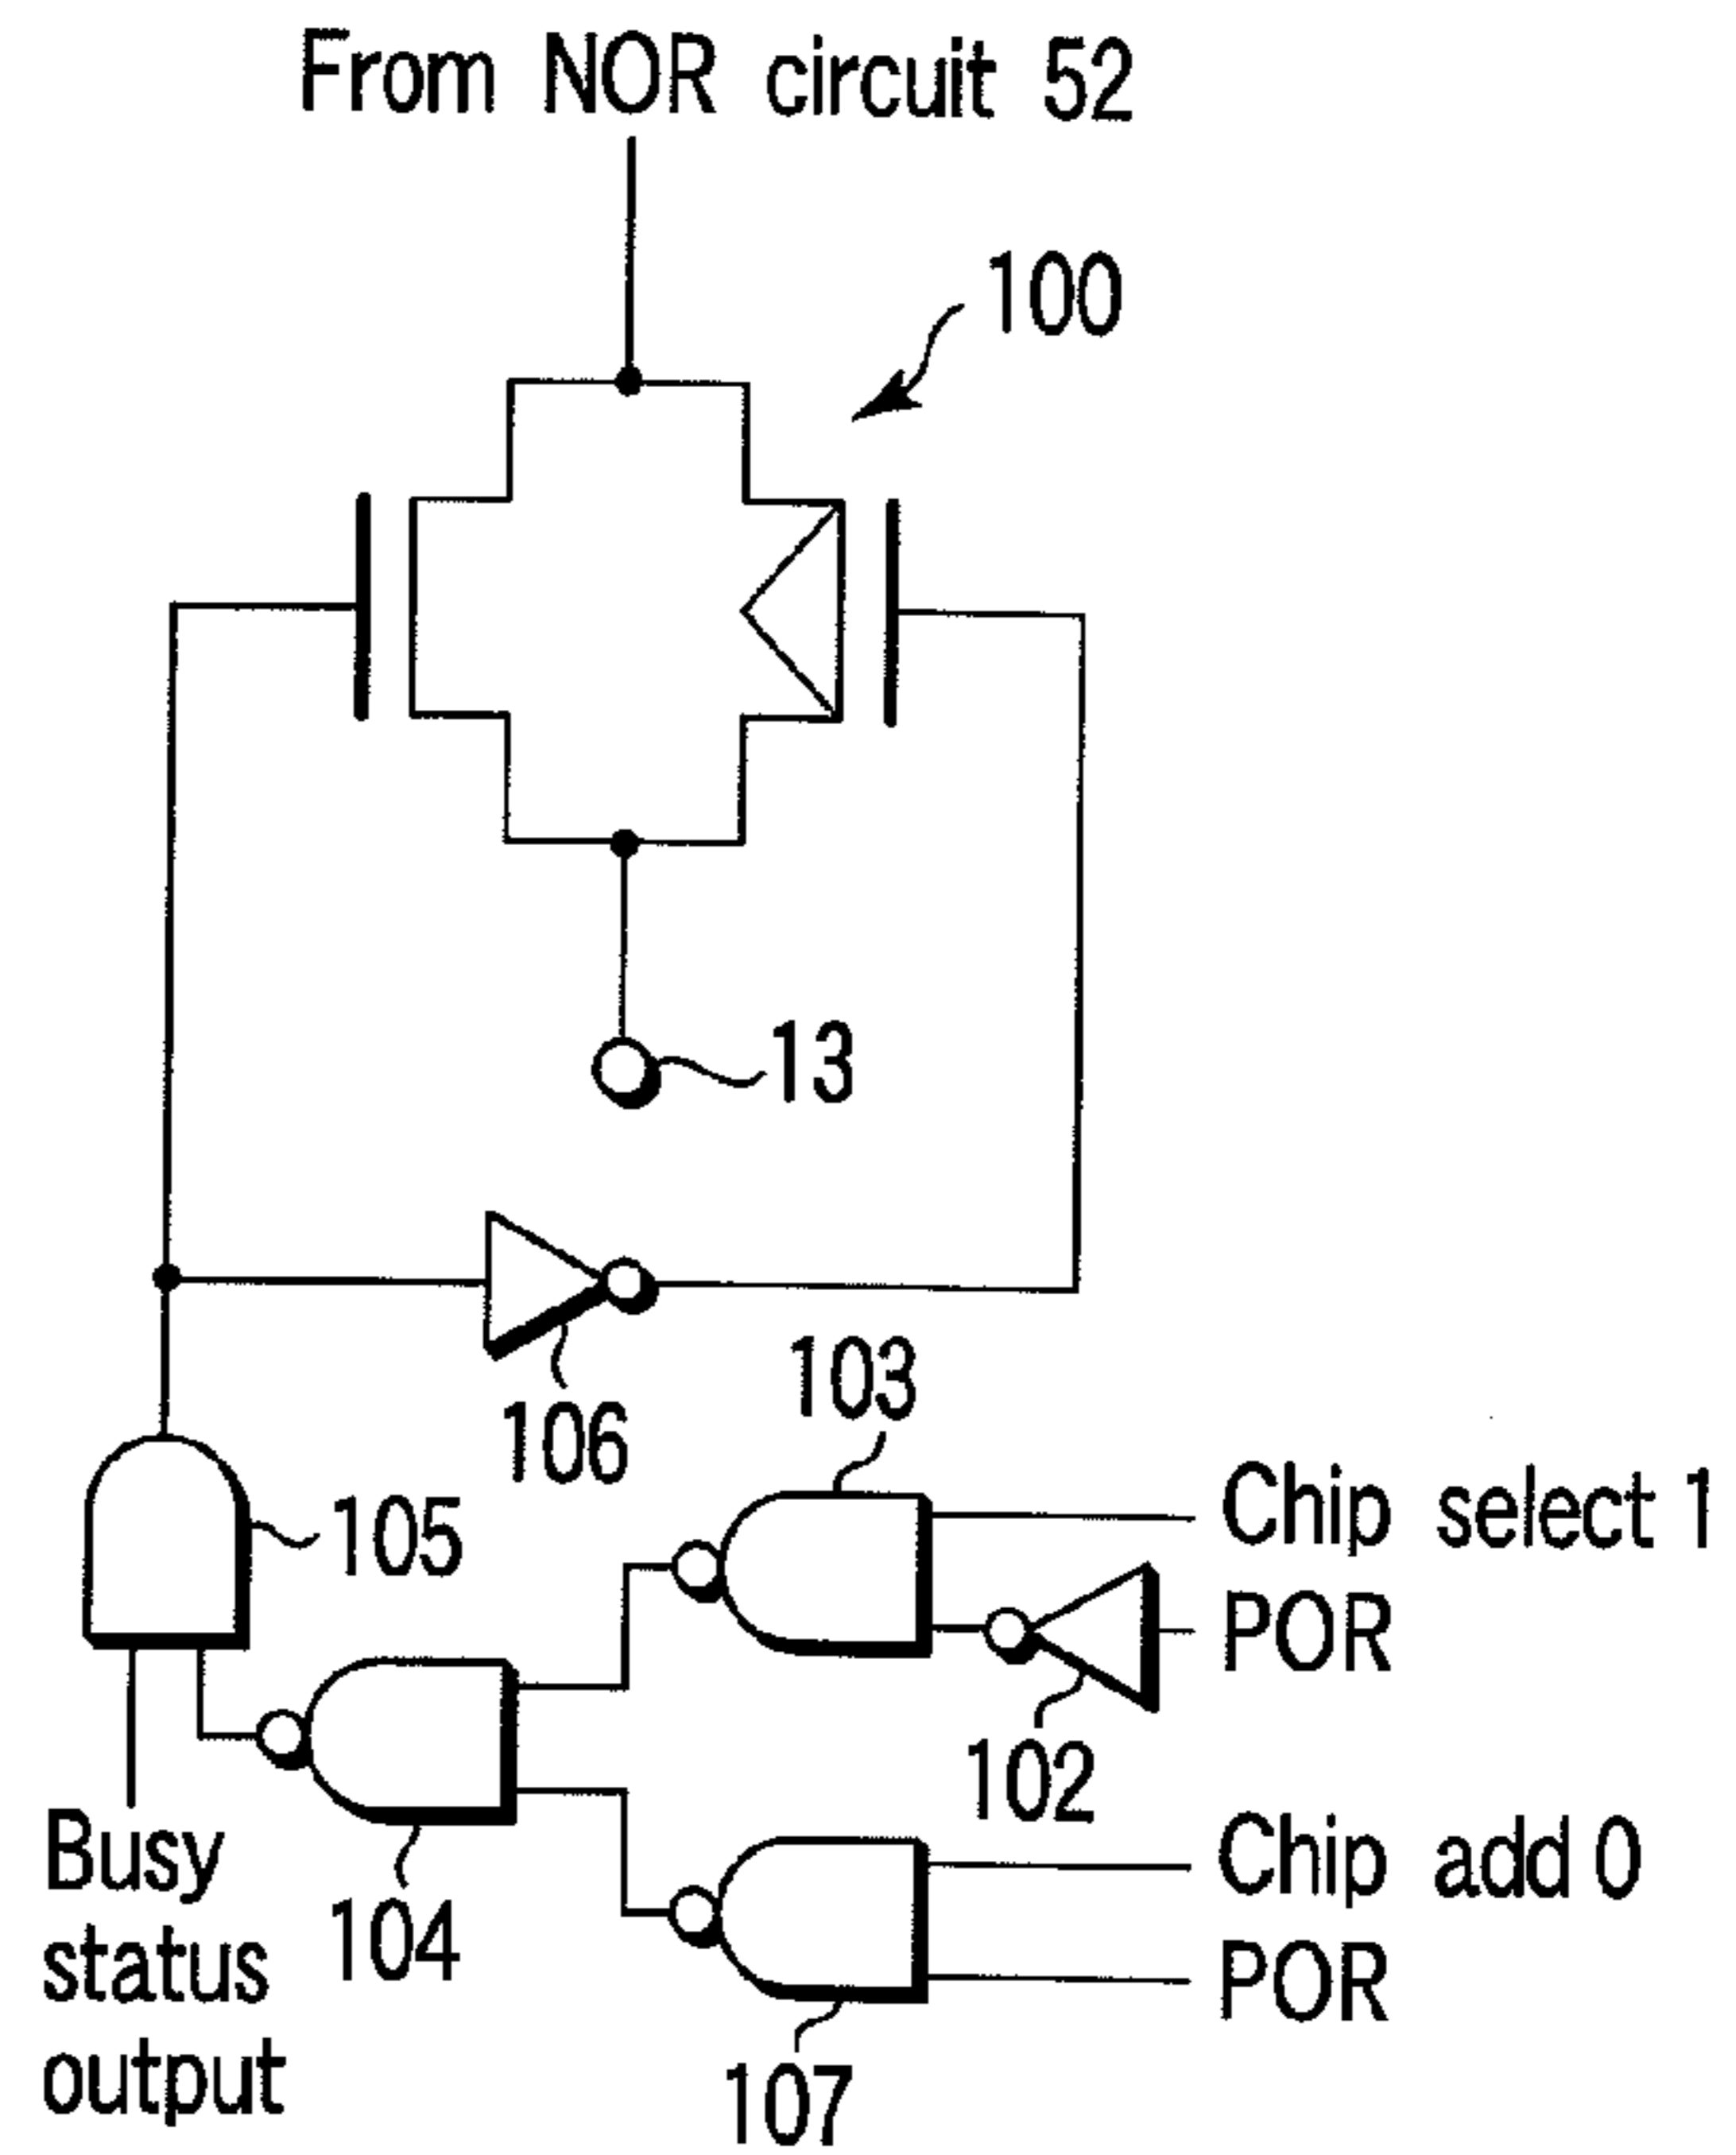 From NOR circuit 52
100
13
106
103
105
Chip select 1
POR
102
104
Chip add 0
POR
107
Busy
status
output